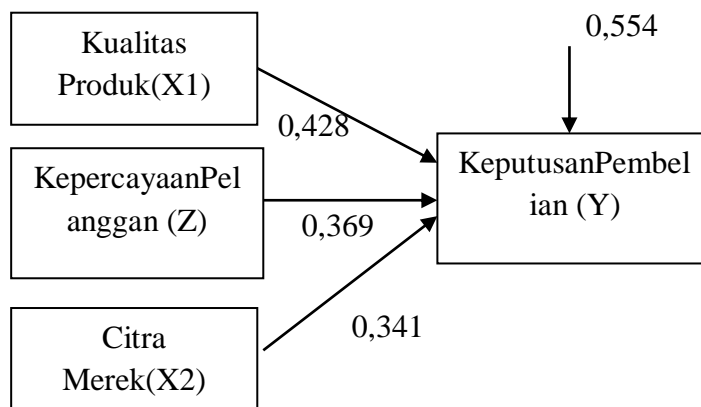 Kualitas
Produk(X1)
0,554
0,428
KepercayaanPel
anggan (Z)
KeputusanPembel
ian (Y)
0,369
0,341
Citra
Merek(X2)